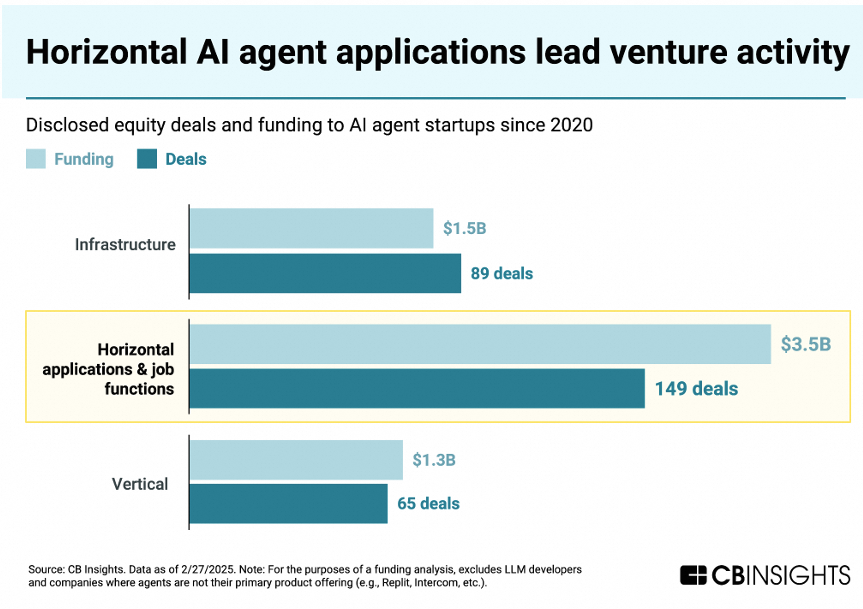 Horizontal AI agent applications lead venture activity
Disclosed equity deals and funding to AI agent startups since 2020
Funding Deals
Infrastructure
$1.5B
89 deals
Horizontal
applications & job
functions
$3.5B
149 deals
Vertical
$1.3B
65 deals
Source: CB Insights. Data as of 2/27/2025. Note: For the purposes of a funding analysis, excludes LLM developers
and companies where agents are not their primary product offering (e.g., Replit, Intercom, etc.).
CBINSIGHTS